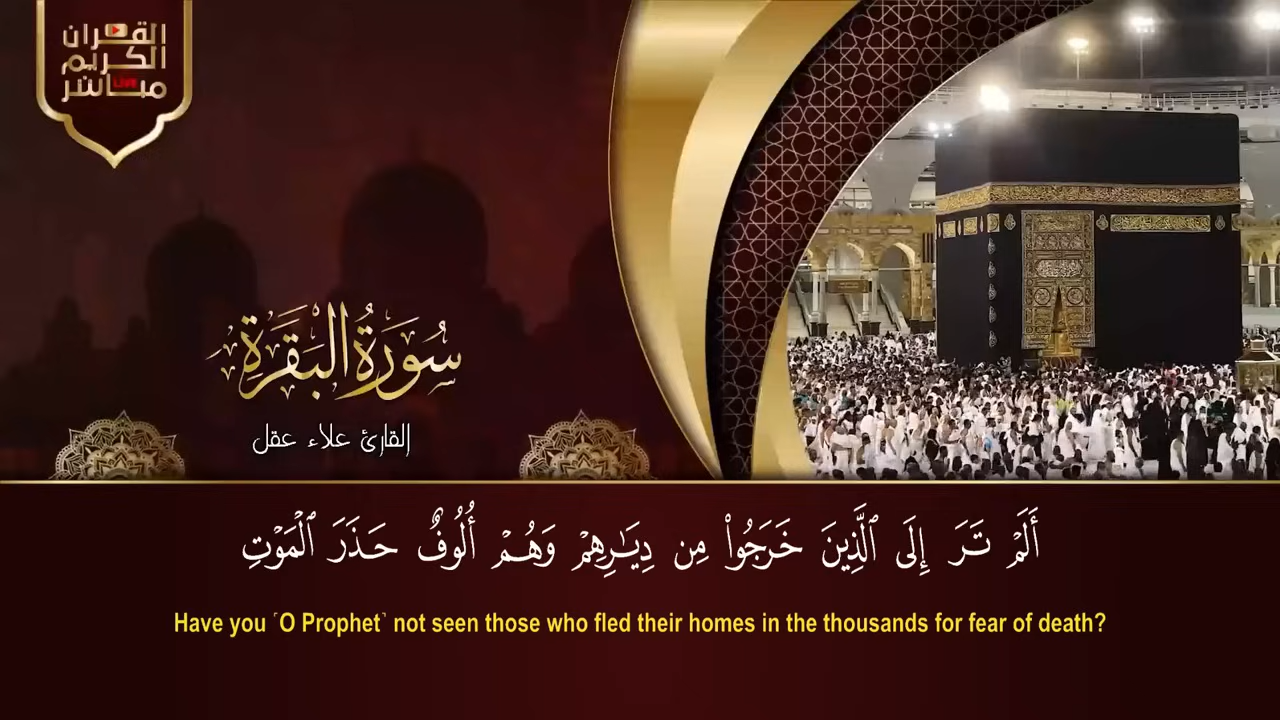 القرآن
الكريم
مباشر
LIVE
سُورَةُ البَقَرَةِ
القارئ علاء عقل
أَلَمْ تَرَ إِلَى ٱلَّذِينَ خَرَجُوا۟ مِن دِيَـٰرِهِمْ وَهُمْ أُلُوفٌ حَذَرَ ٱلْمَوْتِ
Have you ˹O Prophet˺ not seen those who fled their homes in the thousands for fear of death?